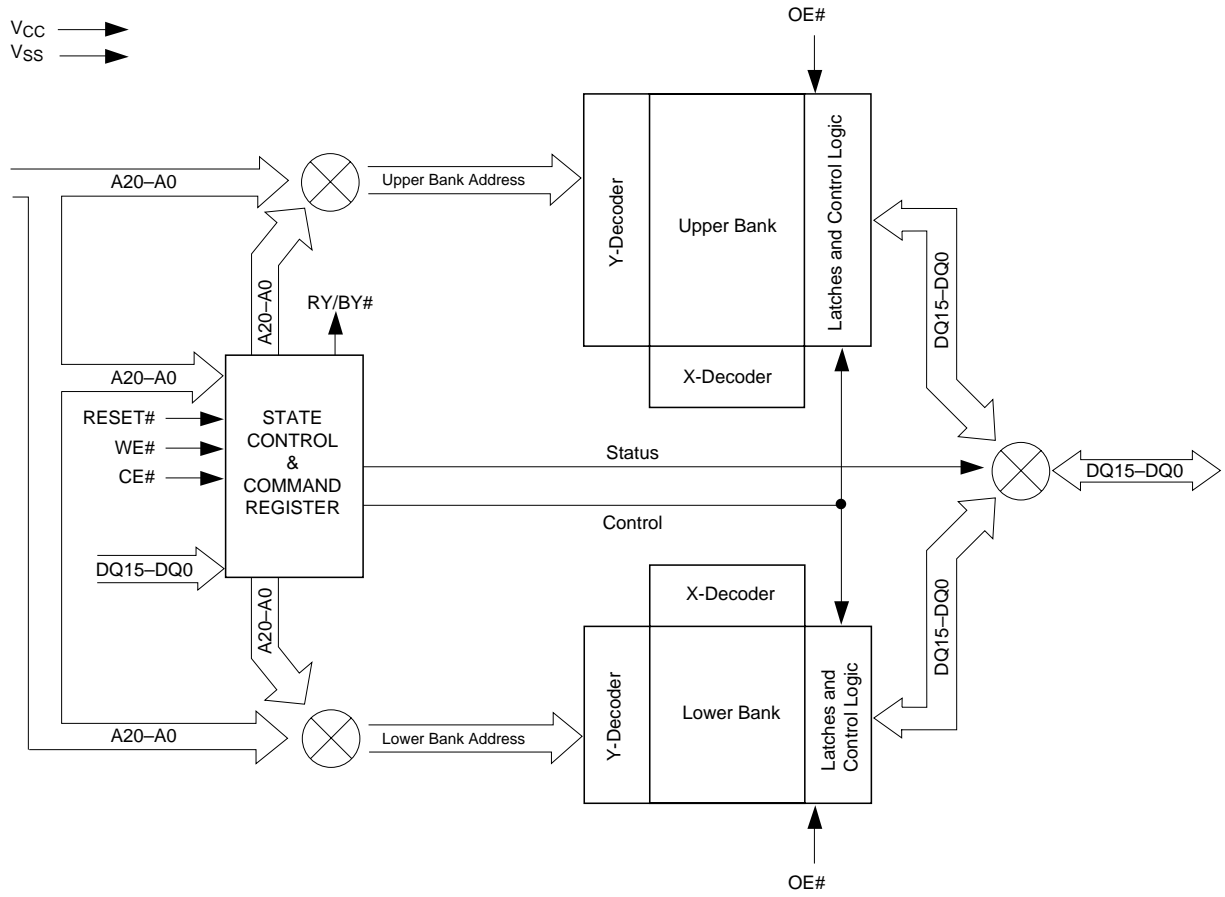 VCC
VSS
OE#
A20–A0
Upper Bank Address
Y-Decoder
Upper Bank
Latches and Control Logic
DQ15–DQ0
A20–A0
RY/BY#
X-Decoder
A20–A0
RESET#
WE#
CE#
STATE
CONTROL
&
COMMAND
REGISTER
Status
DQ15–DQ0
Control
DQ15–DQ0
A20–A0
X-Decoder
DQ15–DQ0
Y-Decoder
Lower Bank
Latches and
Control Logic
A20–A0
Lower Bank Address
OE#